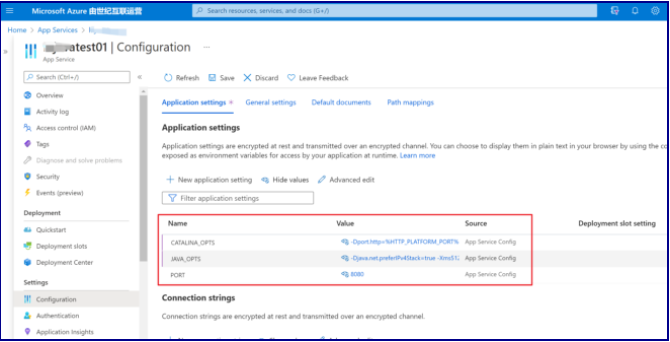 Microsoft Azure 由世纪互联运营
Search resources, services, and docs (G+/)
Home > App Services >
atest01 | Configuration ...
App Service
Search (Ctrl+/)
Refresh Save Discard Leave Feedback
Overview
Activity log
Access control (IAM)
Tags
Diagnose and solve problems
Security
Events (preview)
Deployment
Quickstart
Deployment slots
Deployment Center
Settings
Configuration
Authentication
Application Insights
Application settings * General settings Default documents Path mappings
Application settings
Application settings are encrypted at rest and transmitted over an encrypted channel. You can choose to display them in plain text in your browser by using the
exposed as environment variables for access by your application at runtime. Learn more
New application setting Hide values Advanced edit
Filter application settings
Name Value Source Deployment slot setting
CATALINA_OPTS -Dport.http=%HTTP_PLATFORM_PORT% App Service Config
JAVA_OPTS -Djava.net.preferIPv4Stack=true App Service Config
PORT 8080 App Service Config
Connection strings
Connection strings are encrypted at rest and transmitted over an encrypted channel.